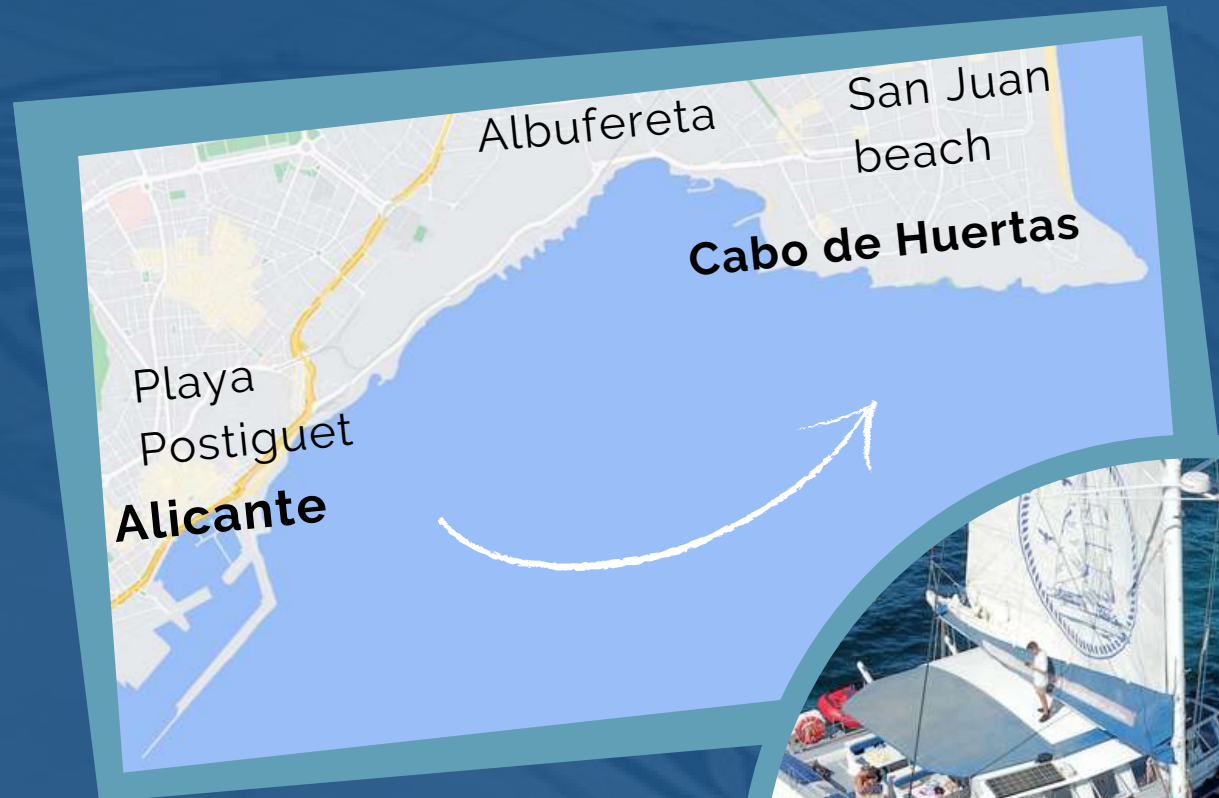 Albufereta
San Juan
beach
Cabo de Huertas
Playa
Postiguet
Alicante